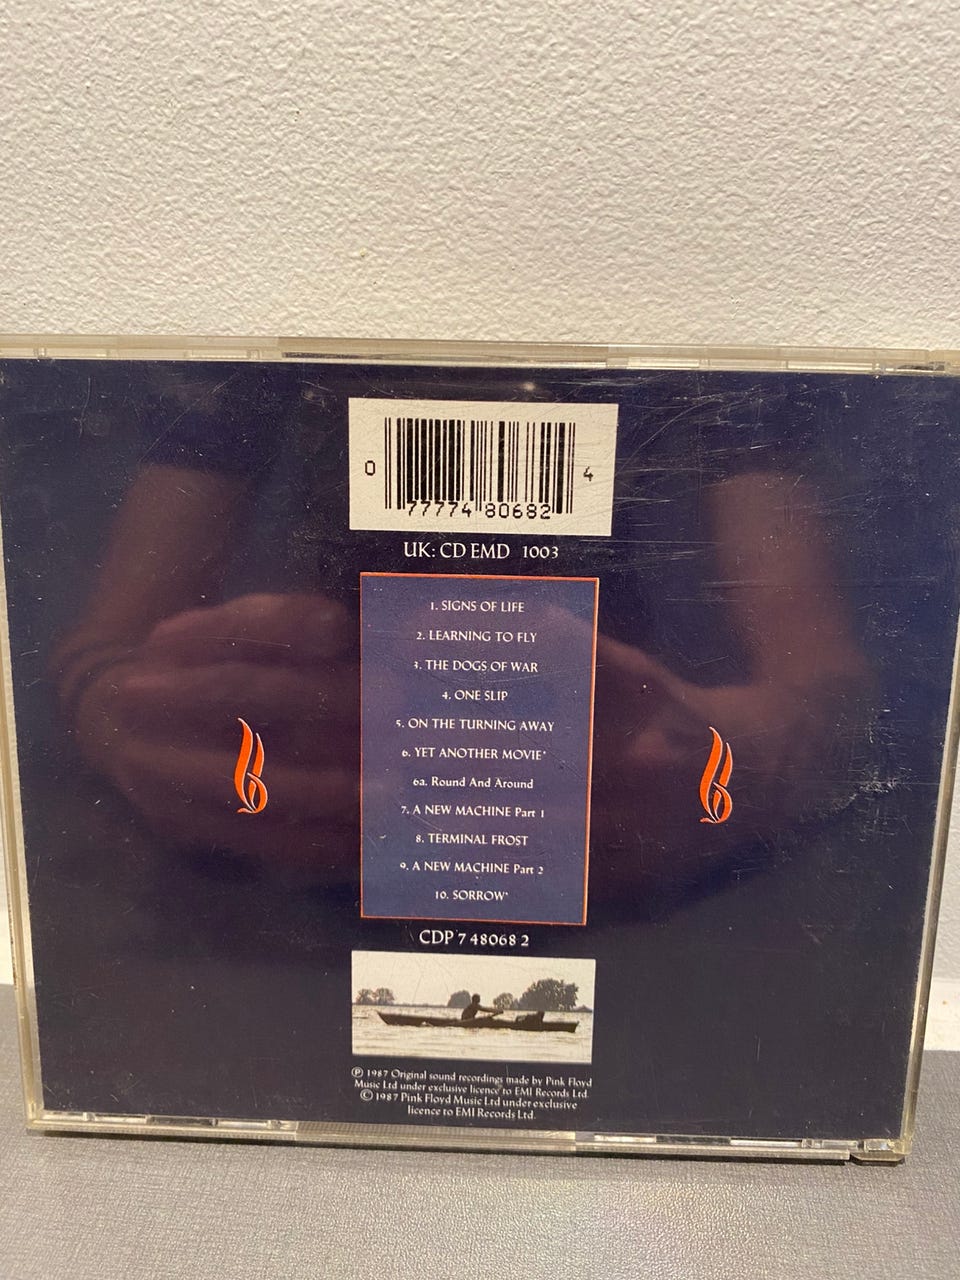 0 77774 80682 4
UK: CD EMD 1003
1. SIGNS OF LIFE
2. LEARNING TO FLY
3. THE DOGS OF WAR
4. ONE SLIP
5. ON THE TURNING AWAY
6. YET ANOTHER MOVIE*
6a. Round And Around
7. A NEW MACHINE Part 1
8. TERMINAL FROST
9. A NEW MACHINE Part 2
10. SORROW*
CDP 7 48068 2
Ⓟ 1987 Original sound recordings made by Pink Floyd
Music Ltd under exclusive licence to EMI Records Ltd.
© 1987 Pink Floyd Music Ltd under exclusive
licence to EMI Records Ltd.